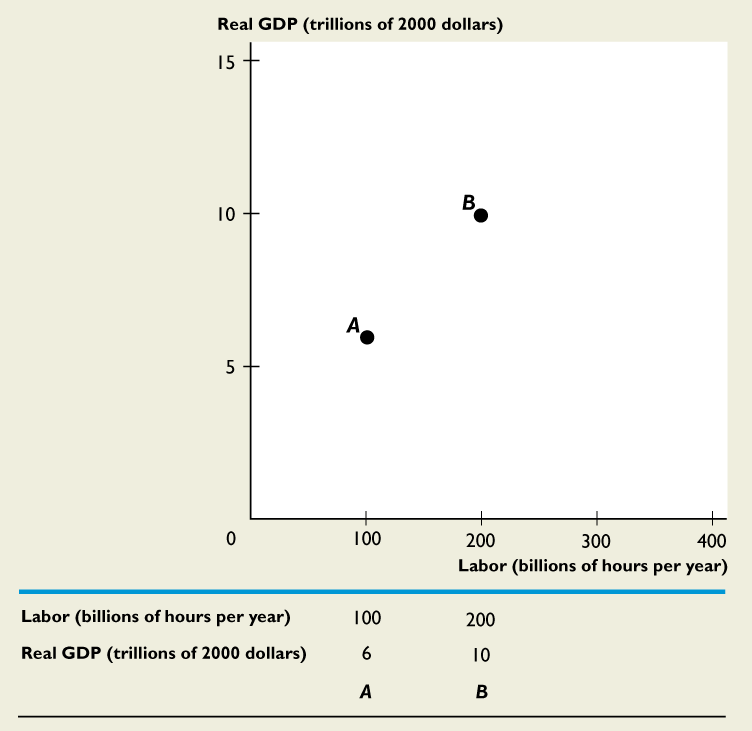 Real GDP (trillions of 2000 dollars)
15
10
B
A
5
0 100 200 300 400
Labor (billions of hours per year)
Labor (billions of hours per year) 100 200
Real GDP (trillions of 2000 dollars) 6 10
A B